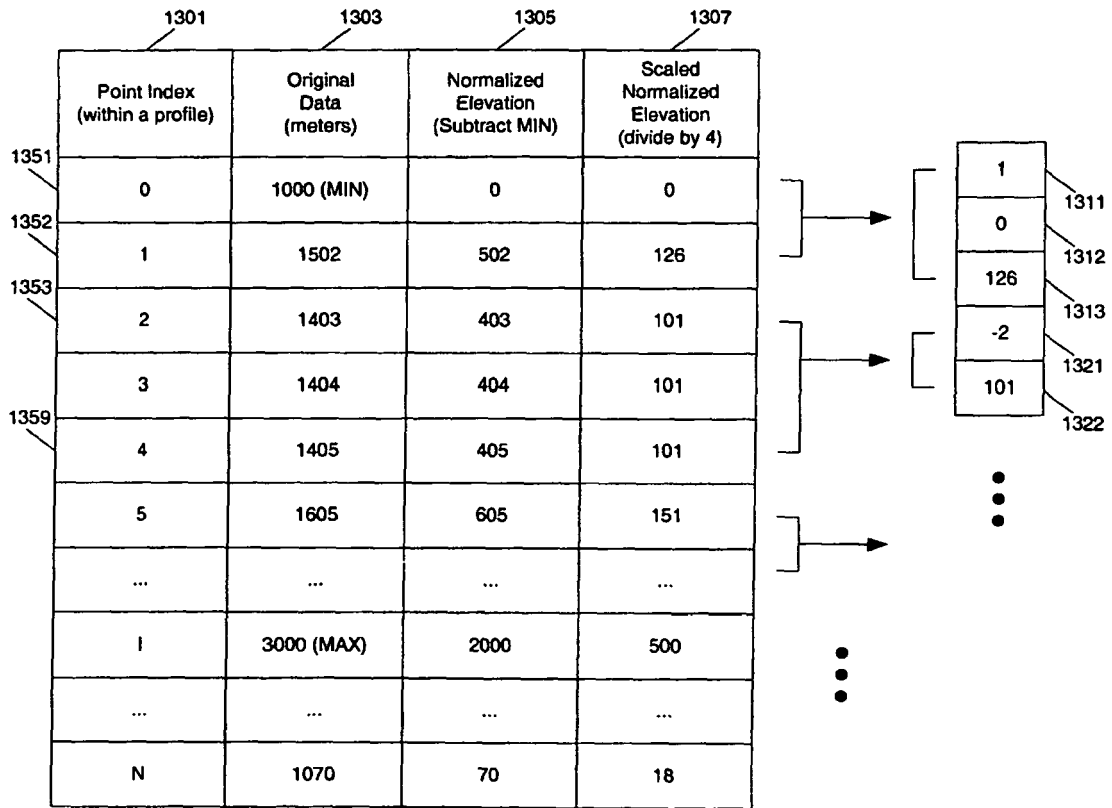 1301 1303 1305 1307
Point Index
(within a profile)
Original
Data
(meters)
Normalized
Elevation
(Subtract MIN)
Scaled
Normalized
Elevation
(divide by 4)
1351
0 1000 (MIN) 0 0
1352
1 1502 502 126
1353
2 1403 403 101
3 1404 404 101
1359
4 1405 405 101
5 1605 605 151
... ... ... ...
I 3000 (MAX) 2000 500
... ... ... ...
N 1070 70 18
1 1311
0 1312
126 1313
-2 1321
101 1322